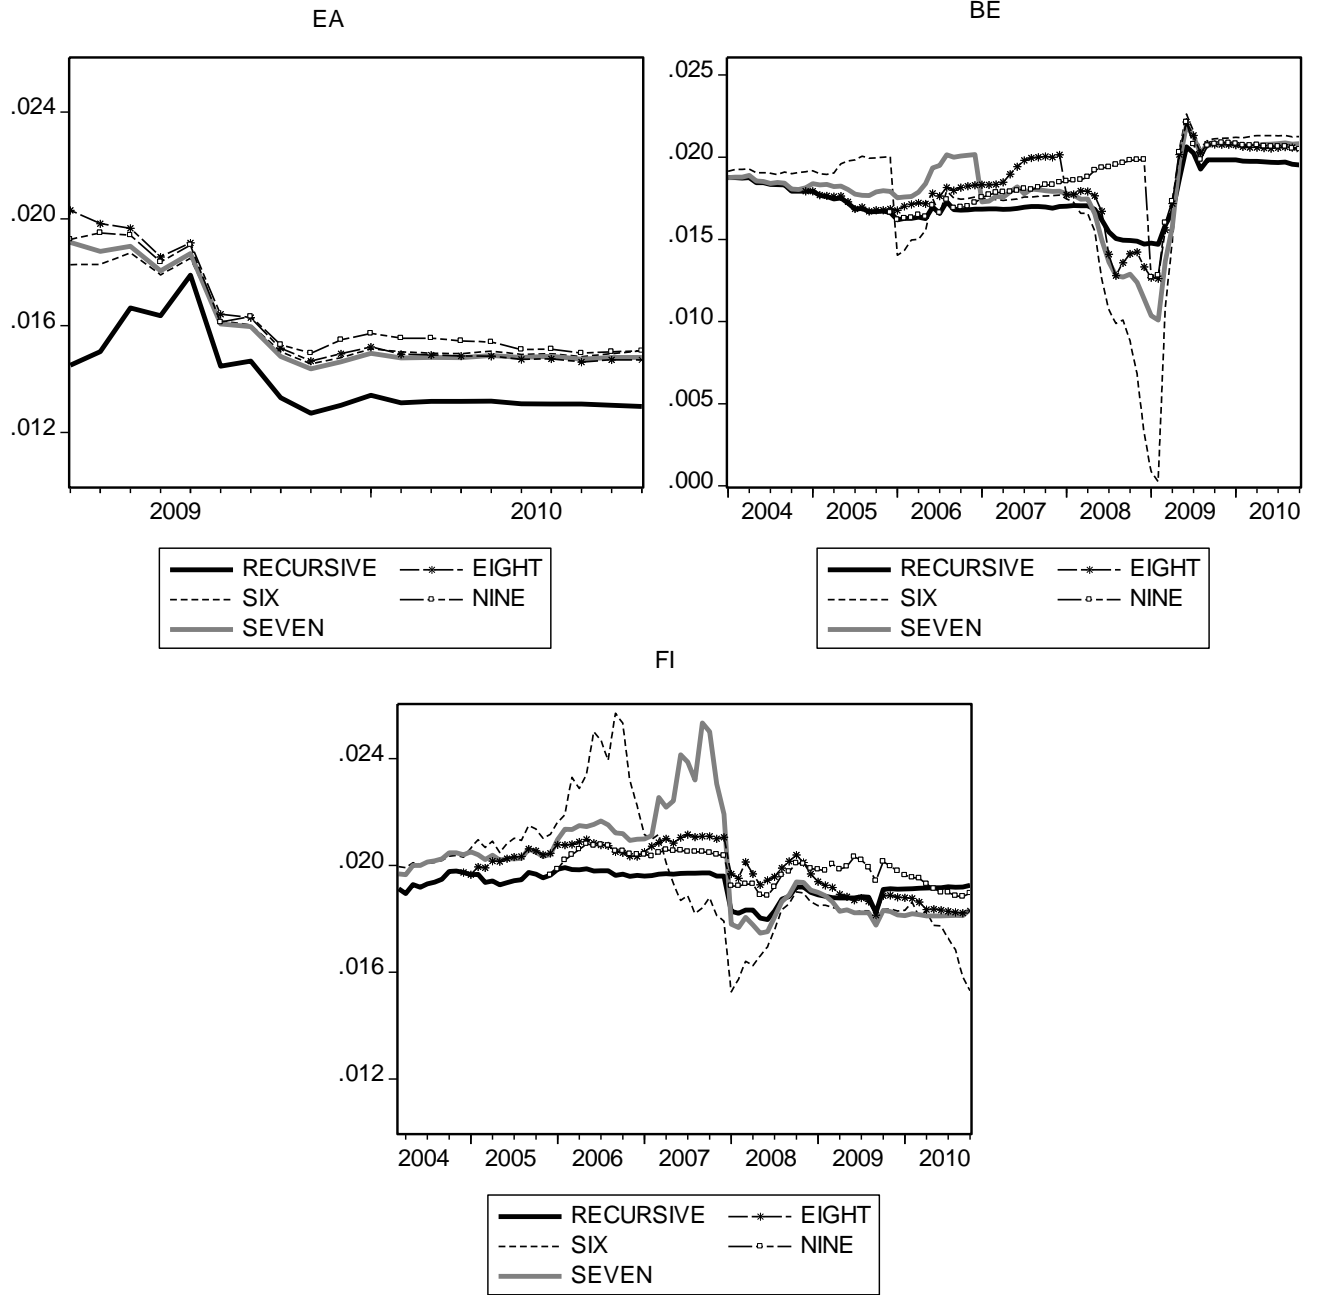 EA
BE
.024
.020
.016
.012
2009 2010
.025
.020
.015
.010
.005
.000
2004 2005 2006 2007 2008 2009 2010
RECURSIVE EIGHT
SIX NINE
SEVEN
RECURSIVE EIGHT
SIX NINE
SEVEN
FI
.024
.020
.016
.012
2004 2005 2006 2007 2008 2009 2010
RECURSIVE EIGHT
SIX NINE
SEVEN